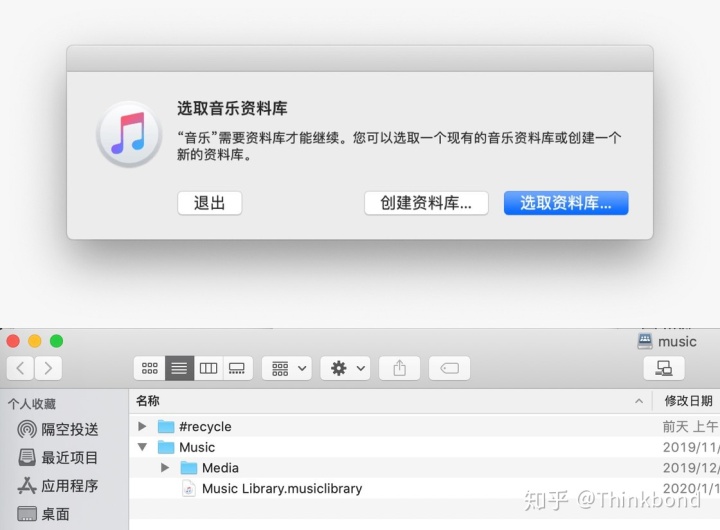 选取音乐资料库
“音乐”需要资料库才能继续。您可以选取一个现有的音乐资料库或创建一个
新的资料库。
退出
创建资料库...
选取资料库...
music
个人收藏
名称
修改日期
隔空投送
#recycle
前天 上午
Music
2019/11/
最近项目
Media
2019/12/
应用程序
Music Library.musiclibrary
2020/1/1
桌面
知乎 @Thinkbond